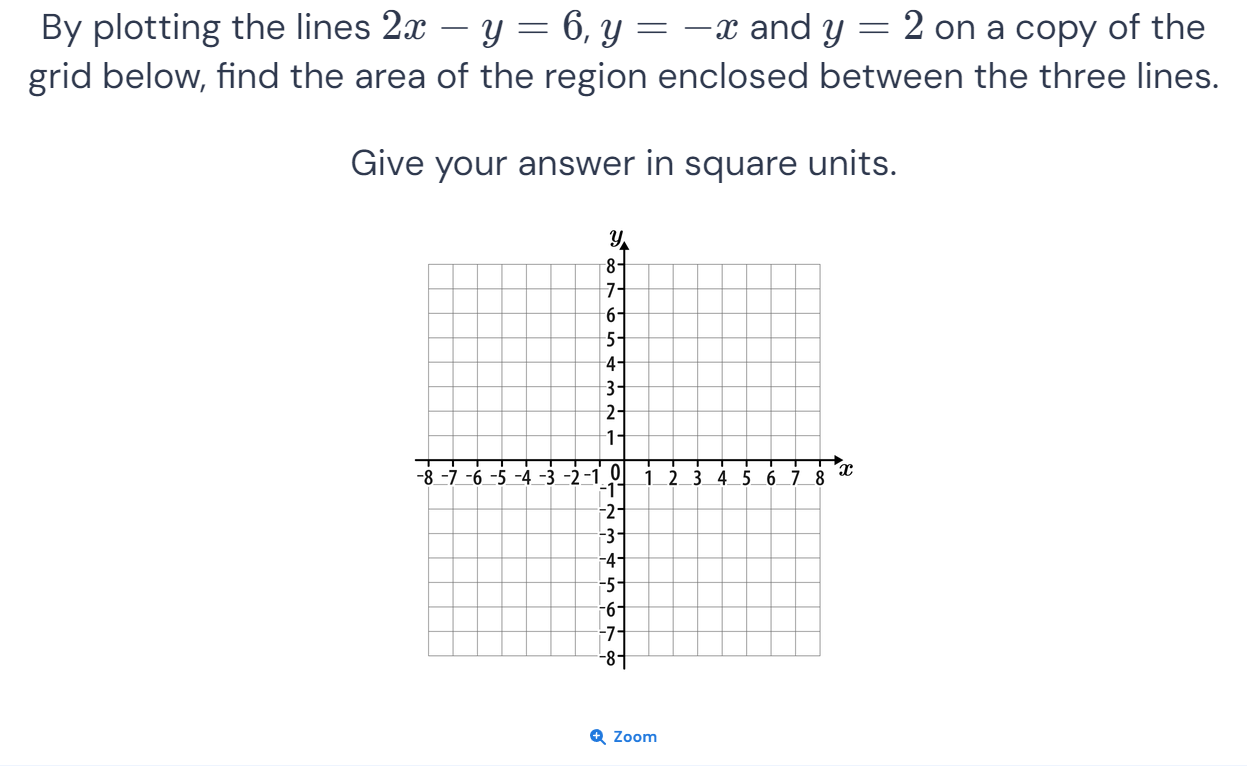 By plotting the lines 2x − y = 6, y = −x and y = 2 on a copy of the
grid below, find the area of the region enclosed between the three lines.
Give your answer in square units.
y
8
7
6
5
4
3
2
1
-8 -7 -6 -5 -4 -3 -2 -1 0 1 2 3 4 5 6 7 8 x
-1
-2
-3
-4
-5
-6
-7
-8
Zoom